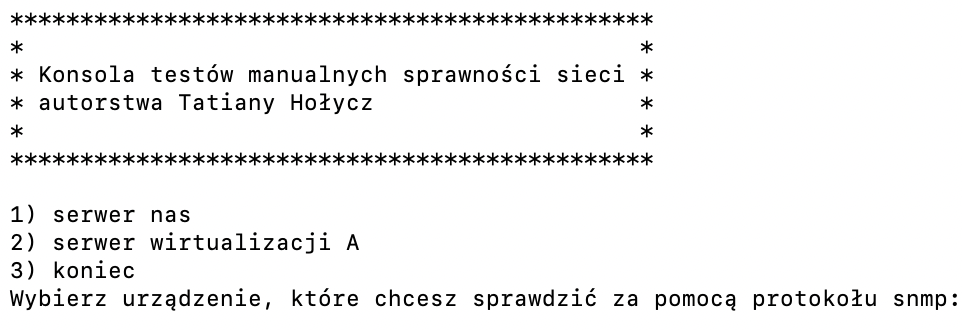 **********************************************
*                                            *
* Konsola testów manualnych sprawności sieci *
* autorstwa Tatiany Hołycz                   *
*                                            *
**********************************************
1) serwer nas
2) serwer wirtualizacji A
3) koniec
Wybierz urządzenie, które chcesz sprawdzić za pomocą protokołu snmp: